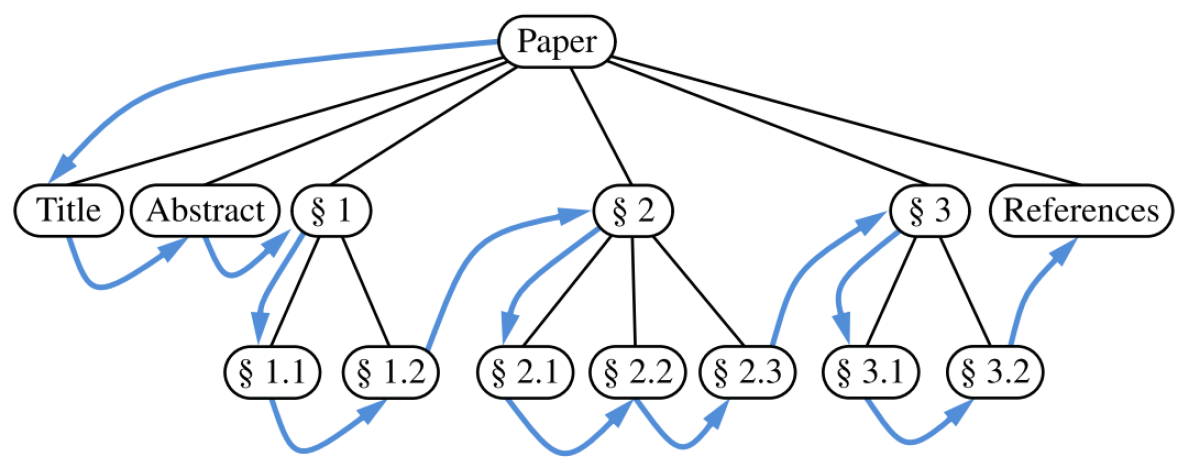 Paper
Title
Abstract
§ 1
§ 2
§ 3
References
§ 1.1
§ 1.2
§ 2.1
§ 2.2
§ 2.3
§ 3.1
§ 3.2